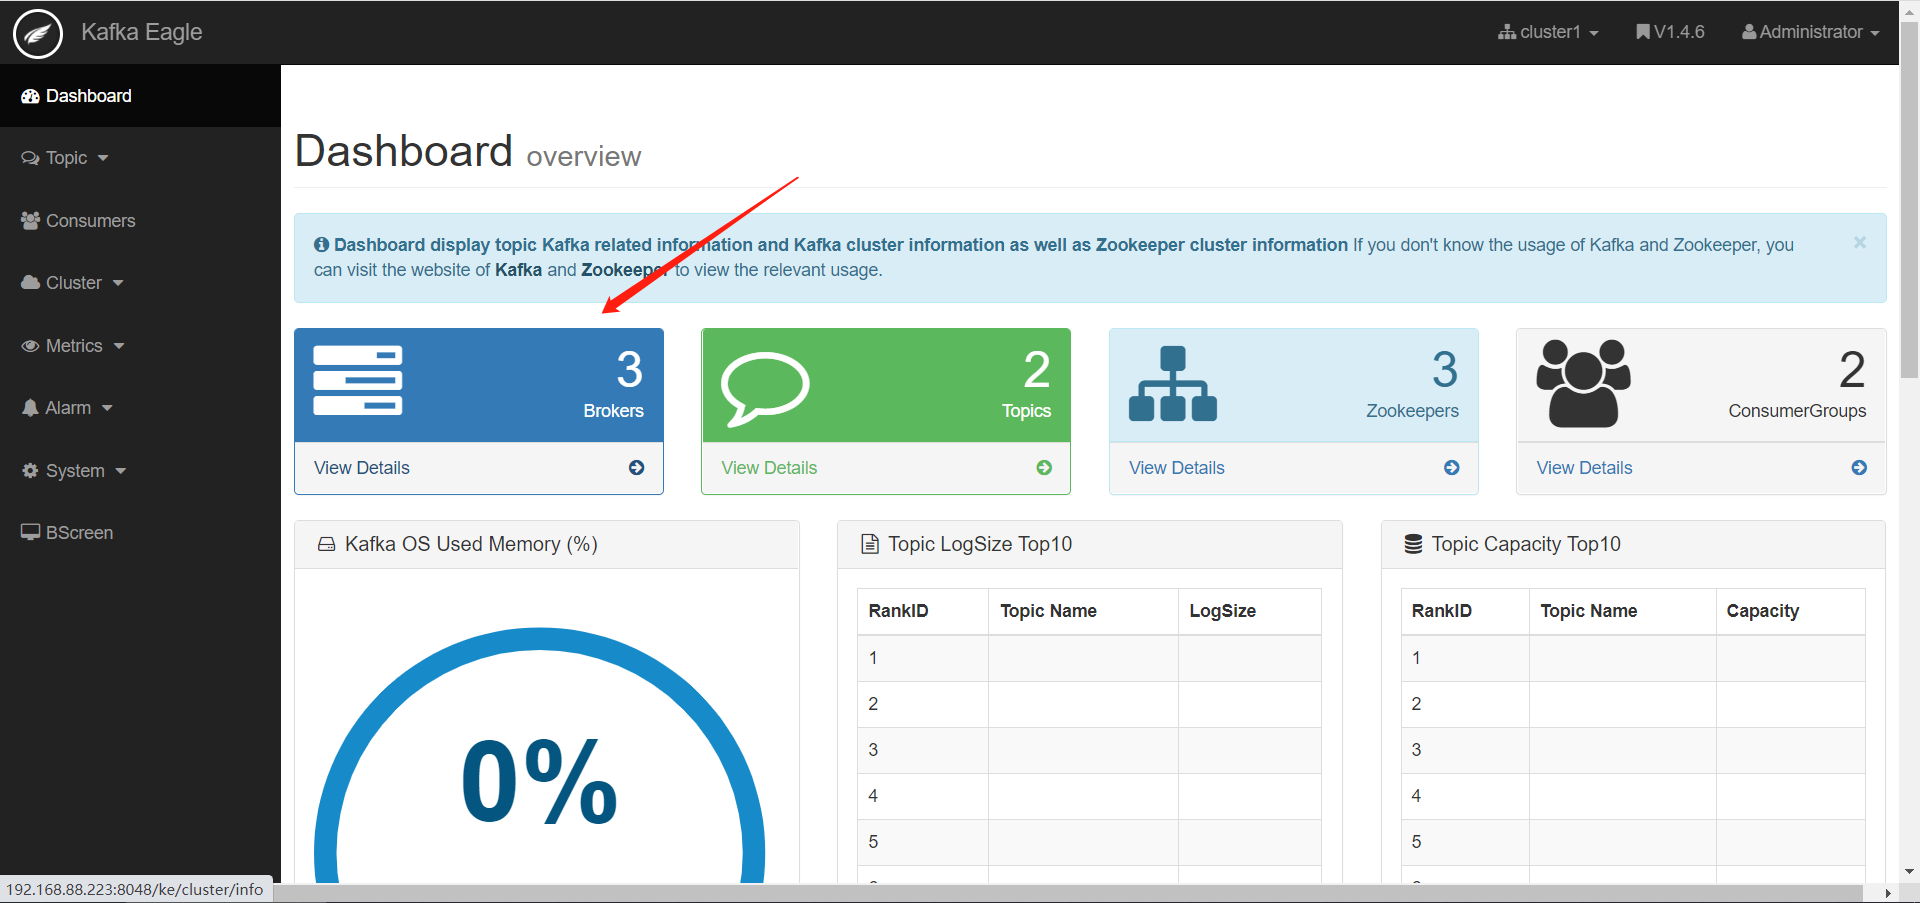 Kafka Eagle
cluster1
V1.4.6
Administrator
Dashboard
Topic
Consumers
Cluster
Metrics
Alarm
System
BScreen
Dashboard overview
Dashboard display topic Kafka related information and Kafka cluster information as well as Zookeeper cluster information If you don't know the usage of Kafka and Zookeeper, you
can visit the website of Kafka and Zookeeper to view the relevant usage.
×
3
Brokers
View Details
2
Topics
View Details
3
Zookeepers
View Details
2
ConsumerGroups
View Details
Kafka OS Used Memory (%)
0%
Topic LogSize Top10
RankID Topic Name LogSize
1
2
3
4
5
Topic Capacity Top10
RankID Topic Name Capacity
1
2
3
4
5
192.168.88.223:8048/ke/cluster/info